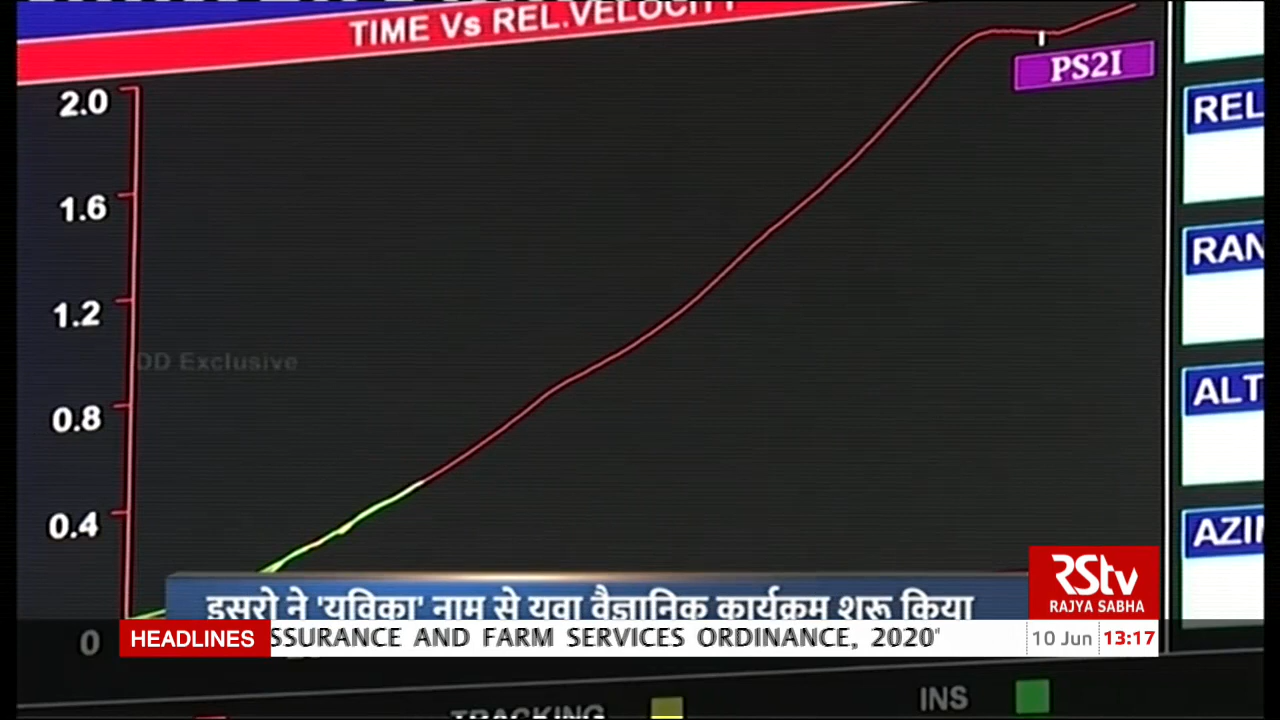 TIME Vs REL.VELOCITY
PS2I
2.0
1.6
1.2
0.8
0.4
0
DD Exclusive
REL
RAN
ALT
AZI
इसरो ने 'युविका' नाम से युवा वैज्ञानिक कार्यक्रम शुरू किया
RSTV
RAJYA SABHA
HEADLINES
SSURANCE AND FARM SERVICES ORDINANCE, 2020'
10 Jun
13:17
TRACKING
INS